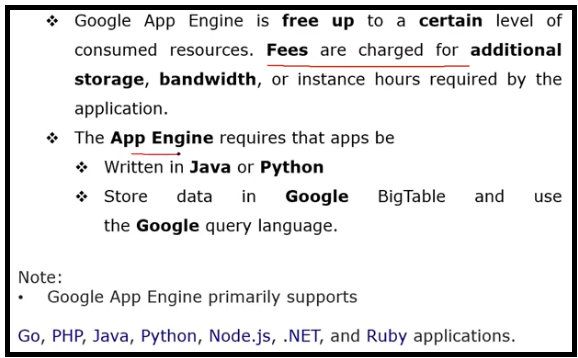 ❖ Google App Engine is free up to a certain level of
consumed resources. Fees are charged for additional
storage, bandwidth, or instance hours required by the
application.
❖ The App Engine requires that apps be
❖ Written in Java or Python
❖ Store data in Google BigTable and use
the Google query language.
Note:
• Google App Engine primarily supports
Go, PHP, Java, Python, Node.js, .NET, and Ruby applications.